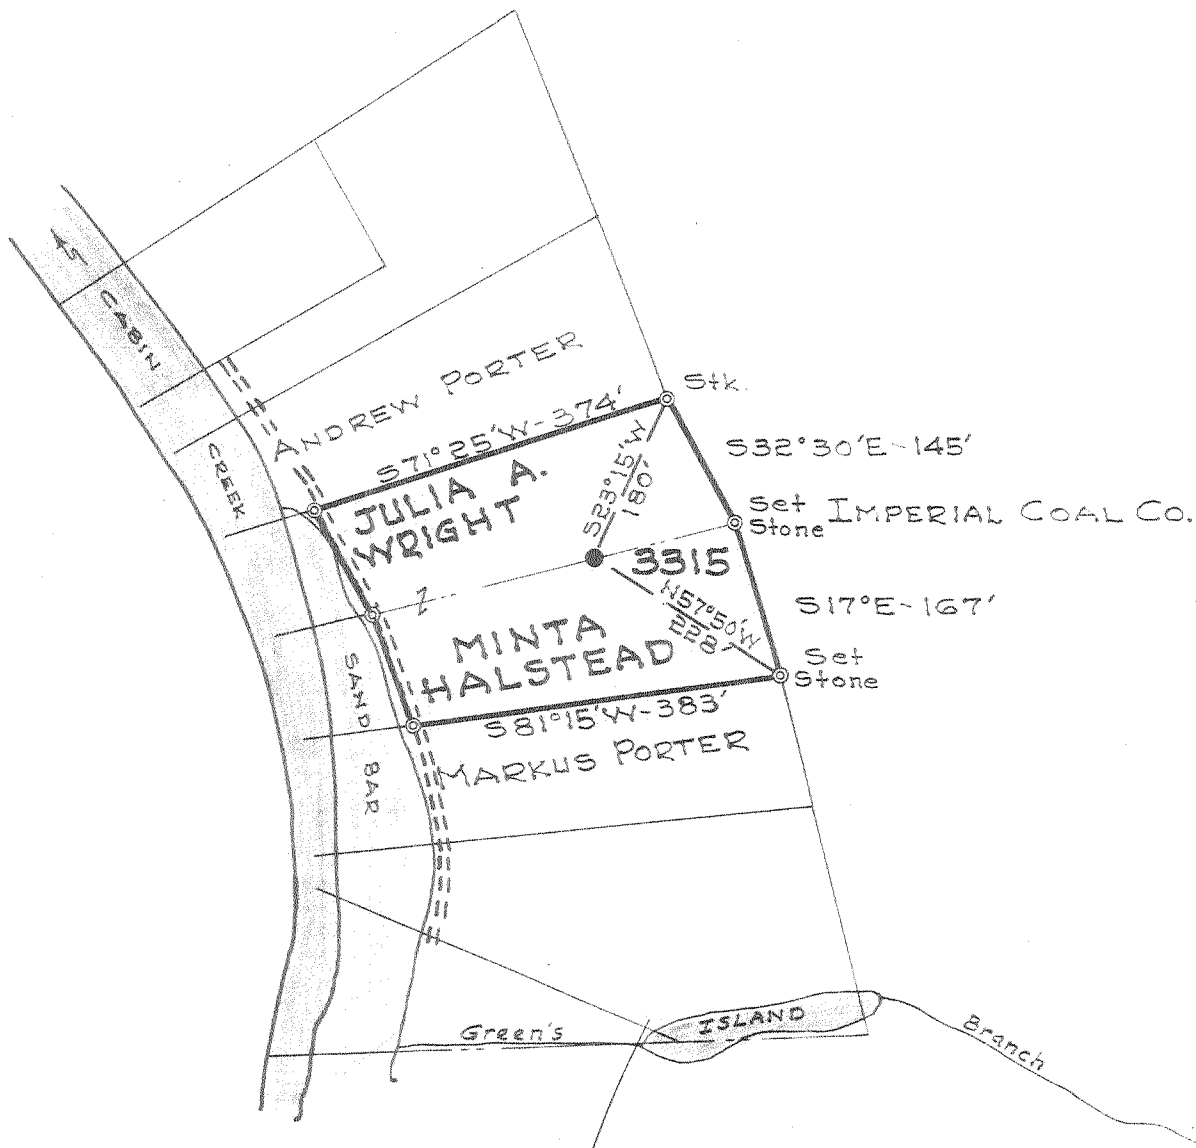 CABIN
CREEK
ANDREW PORTER
S71°25'W-374'
Stk.
S32°30'E-145'
S23°15'W
180'
JULIA A.
WRIGHT
Set
Stone
IMPERIAL COAL CO.
3315
S17°E-167'
N57°50'W
228
MINTA
HALSTEAD
Set
Stone
S81°15'W-383'
MARKUS PORTER
SAND
BAR
Green's
ISLAND
Branch